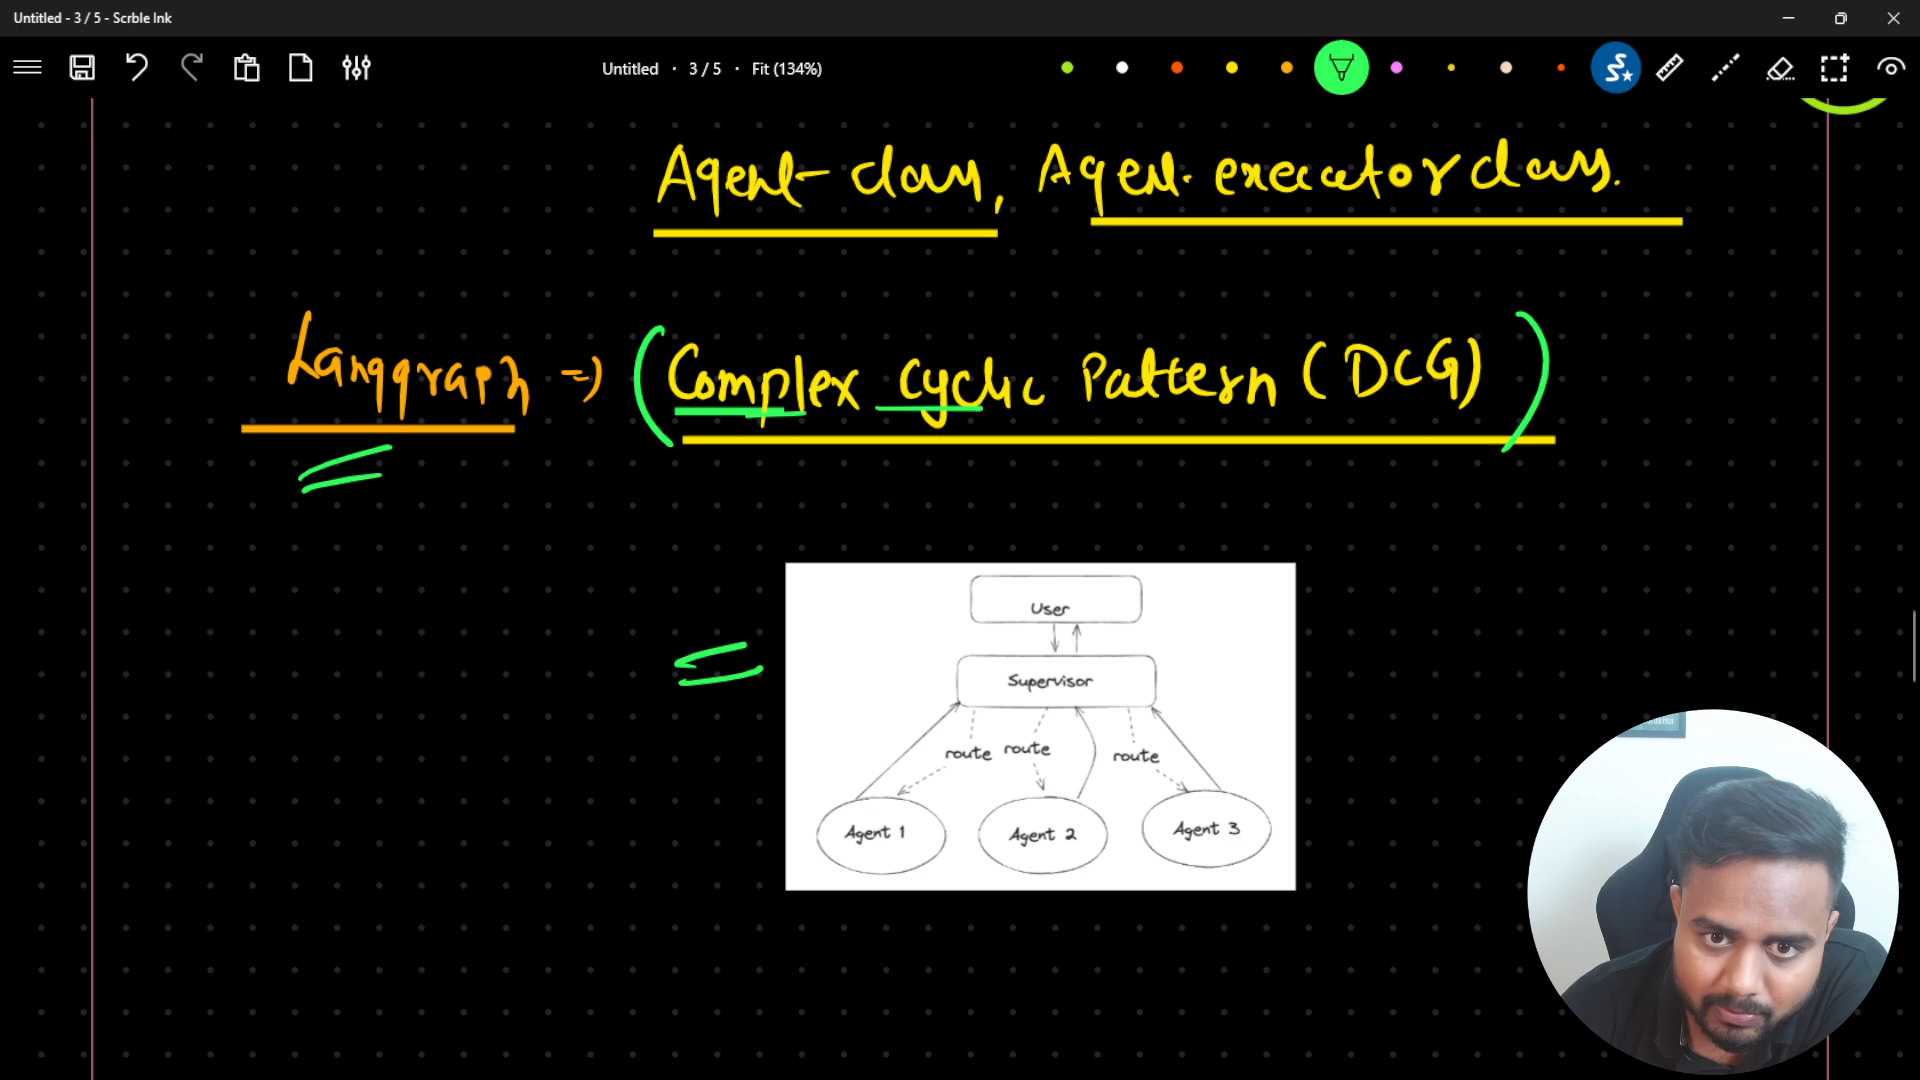 Untitled - 3 / 5 - Scrble Ink
Untitled · 3 / 5 · Fit (134%)
Agent class, Agent executor class.
Langgraph => (Complex Cyclic Pattern (DCG))
User
Supervisor
route route route
Agent 1 Agent 2 Agent 3